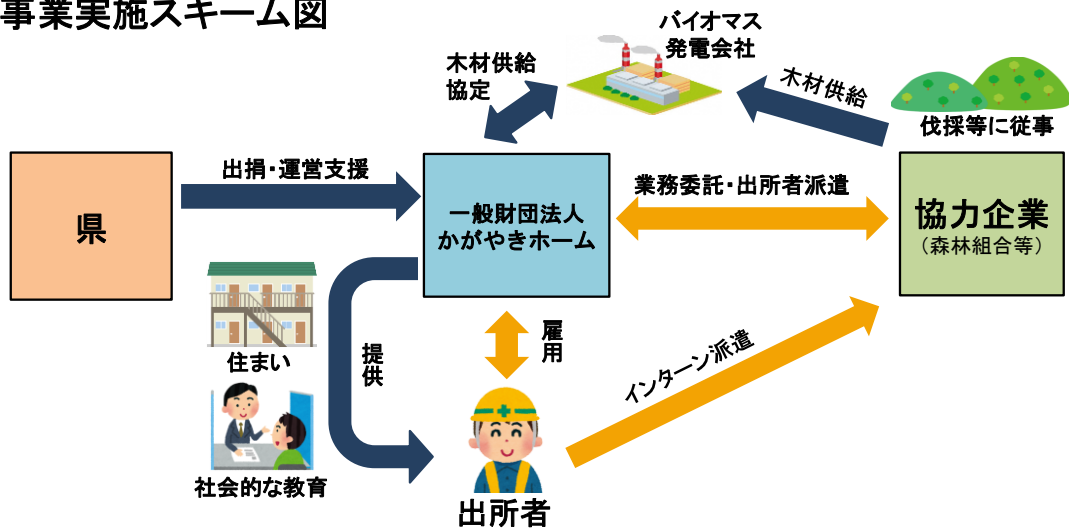 事業実施スキーム図
バイオマス
発電会社
木材供給
協定
木材供給
伐採等に従事
県
出捐・運営支援
一般財団法人
かがやきホーム
業務委託・出所者派遣
協力企業
（森林組合等）
住まい
社会的な教育
提供
雇用
インターン派遣
出所者